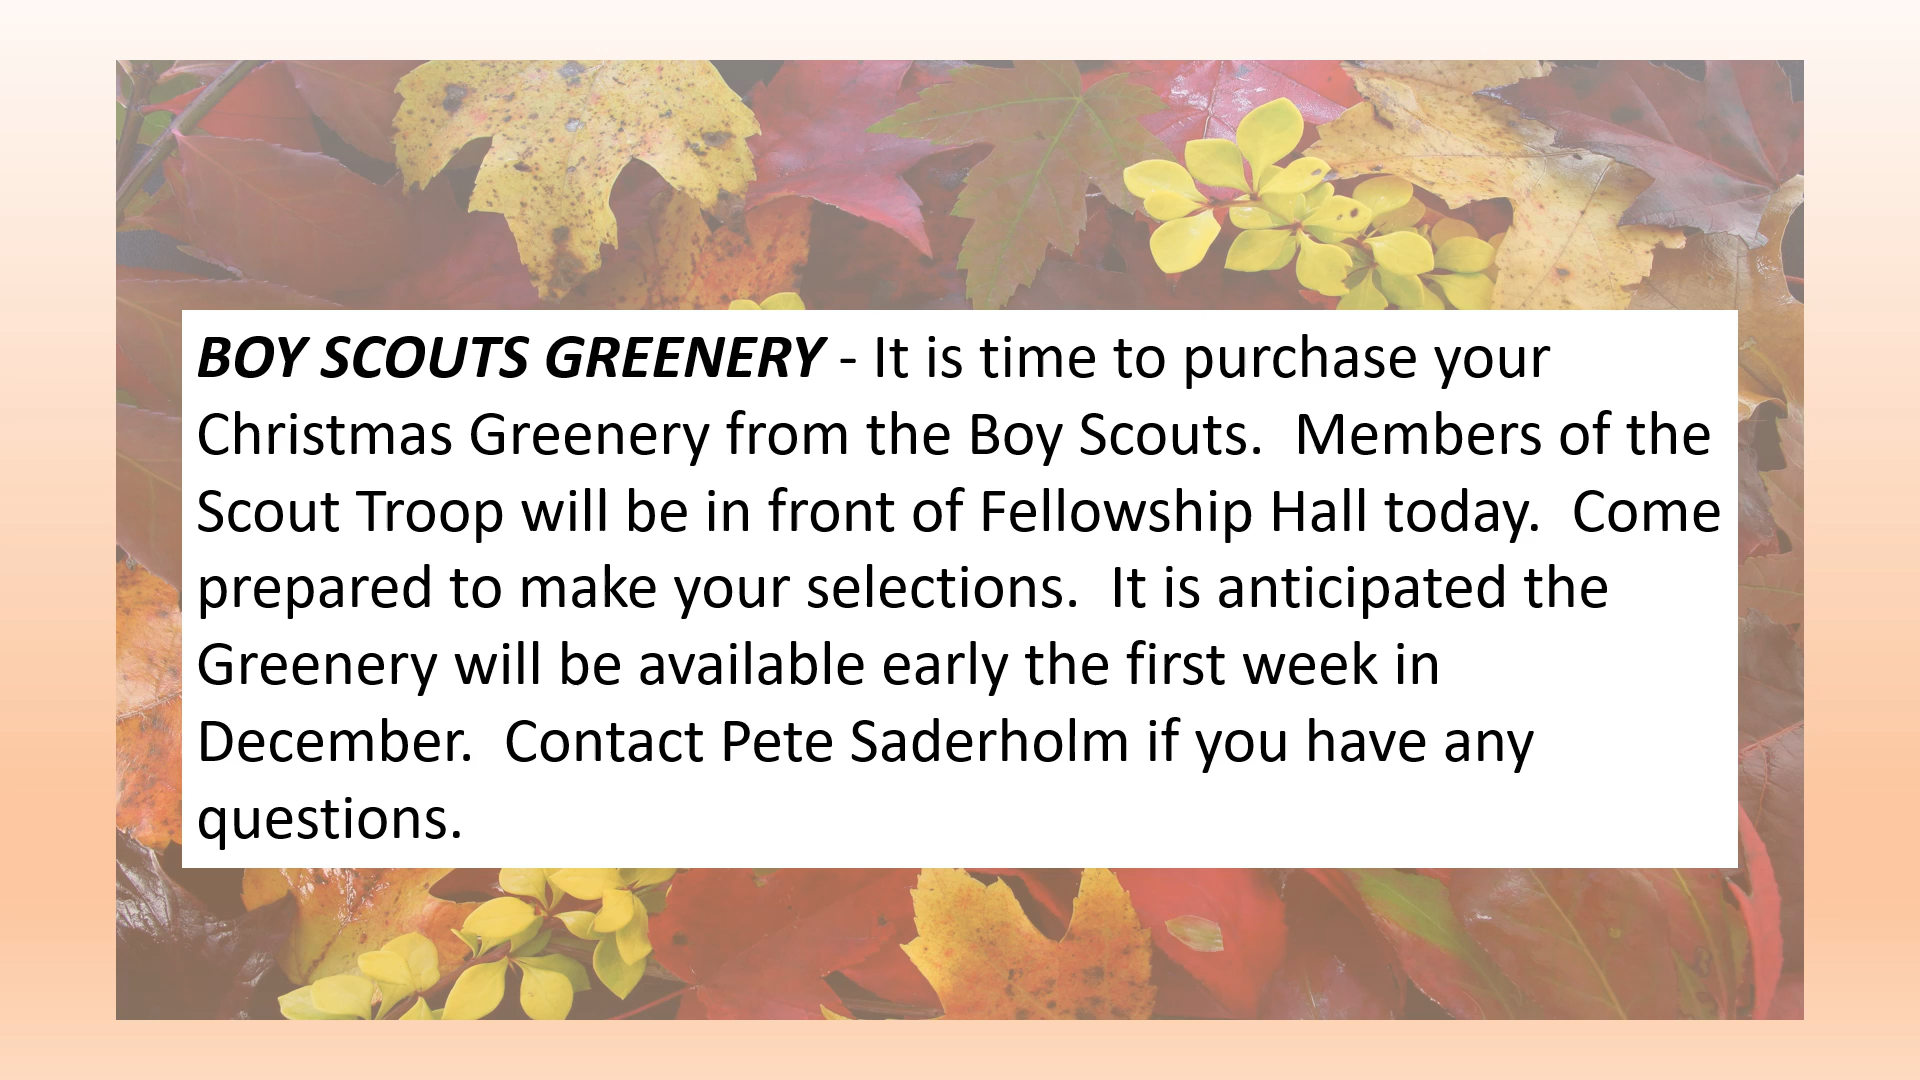 BOY SCOUTS GREENERY - It is time to purchase your
Christmas Greenery from the Boy Scouts.  Members of the
Scout Troop will be in front of Fellowship Hall today.  Come
prepared to make your selections.  It is anticipated the
Greenery will be available early the first week in
December.  Contact Pete Saderholm if you have any
questions.